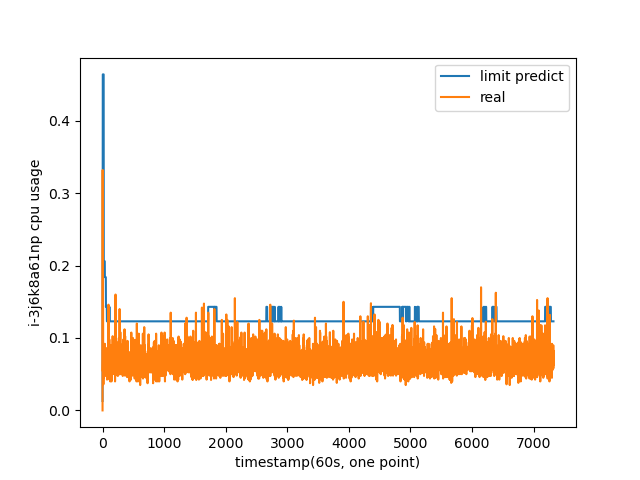 limit predict
real
0.4
0.3
0.2
0.1
0.0
i-3j6k8a61np cpu usage
0 1000 2000 3000 4000 5000 6000 7000
timestamp(60s, one point)